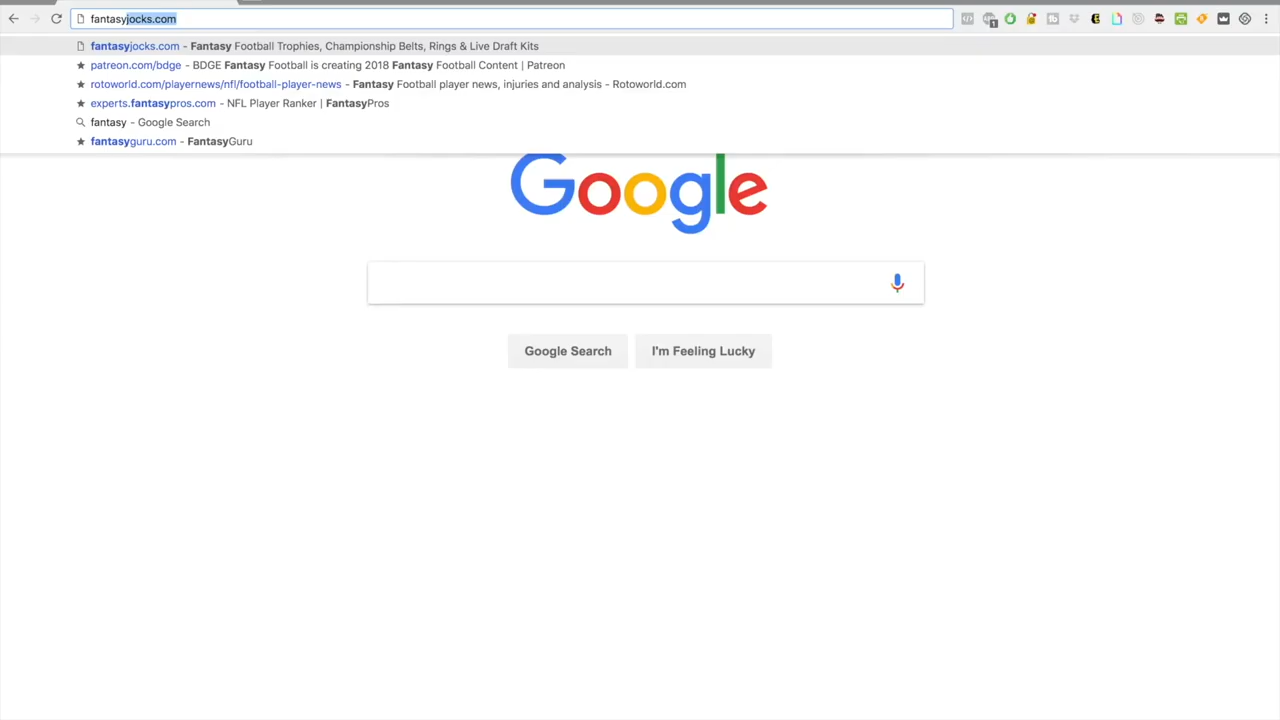 fantasyjocks.com
1
fantasyjocks.com - Fantasy Football Trophies, Championship Belts, Rings & Live Draft Kits
patreon.com/bdge - BDGE Fantasy Football is creating 2018 Fantasy Football Content | Patreon
rotoworld.com/playernews/nfl/football-player-news - Fantasy Football player news, injuries and analysis - Rotoworld.com
experts.fantasypros.com - NFL Player Ranker | FantasyPros
fantasy - Google Search
fantasyguru.com - FantasyGuru
Google
Google Search
I'm Feeling Lucky